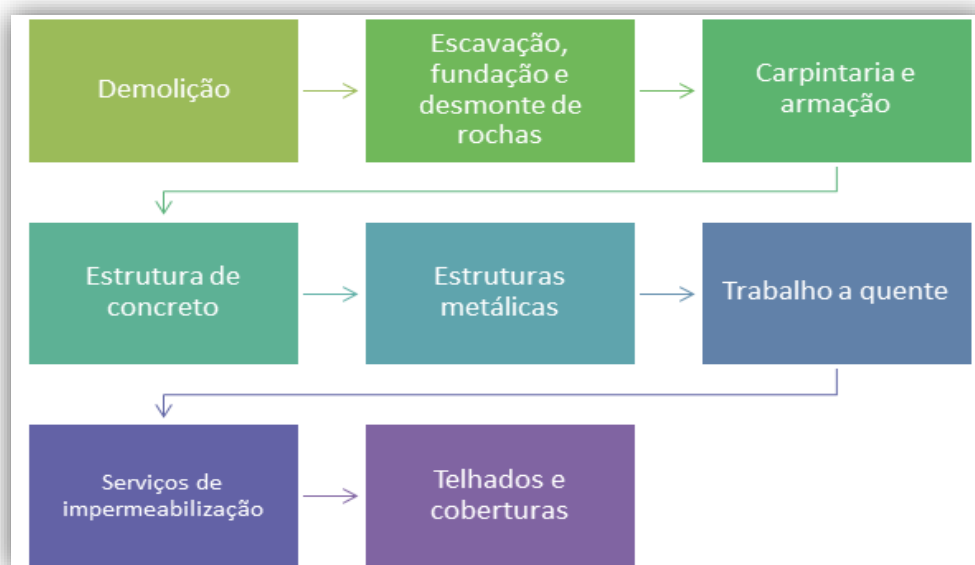 Demolição
Escavação,
fundação e
desmonte de
rochas
Carpintaria e
armação
Estrutura de
concreto
Estruturas
metálicas
Trabalho a quente
Serviços de
impermeabilização
Telhados e
coberturas